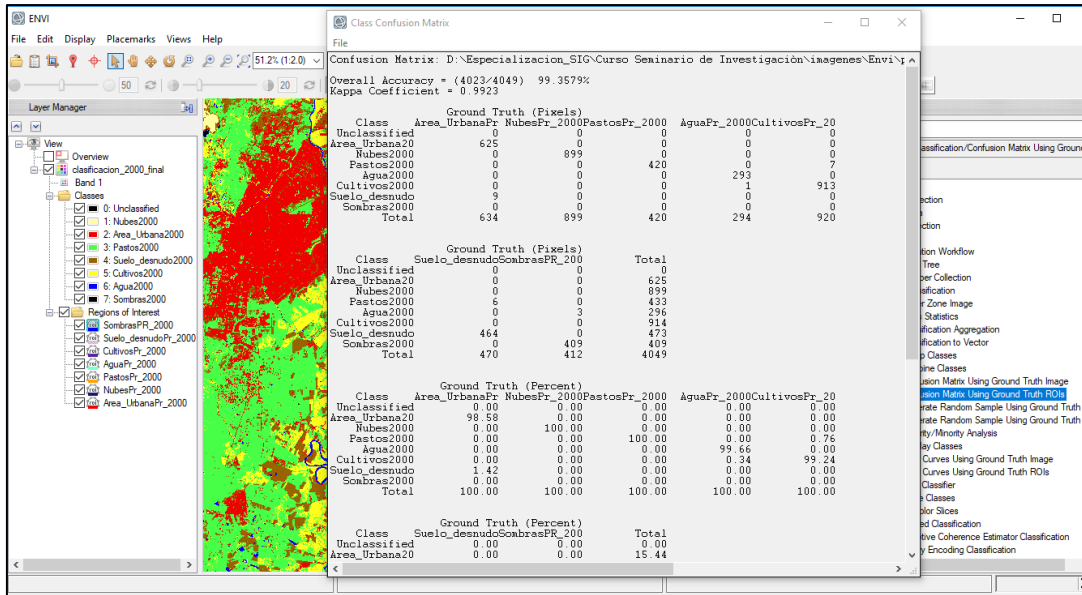 ENVI
File Edit Display Placemarks Views Help
51.2% (1:2.0)
50
20
Layer Manager
View
Overview
clasificacion_2000_final
Band 1
Classes
0: Unclassified
1: Nubes2000
2: Area_Urbana2000
3: Pastos2000
4: Suelo_desnudo2000
5: Cultivos2000
6: Agua2000
7: Sombras2000
Regions of Interest
SombrasPR_2000
Suelo_desnudoPr_2000
CultivosPr_2000
AguaPr_2000
PastosPr_2000
NubesPr_2000
Area_UrbanaPr_2000
Class Confusion Matrix
File
Confusion Matrix: D:\Especializacion_SIG\Curso Seminario de Investigaciòn\imagenes\Envi\p
Overall Accuracy = (4023/4049) 99.3579%
Kappa Coefficient = 0.9923
Ground Truth (Pixels)
Class Area_UrbanaPr NubesPr_2000PastosPr_2000 AguaPr_2000CultivosPr_20
Unclassified 0 0 0 0 0
Area_Urbana20 625 0 0 0 0
Nubes2000 0 899 0 0 0
Pastos2000 0 0 420 0 7
Agua2000 0 0 0 293 0
Cultivos2000 0 0 0 1 913
Suelo_desnudo 9 0 0 0 0
Sombras2000 0 0 0 0 0
Total 634 899 420 294 920
Ground Truth (Pixels)
Class Suelo_desnudoSombrasPR_200 Total
Unclassified 0 0 0
Area_Urbana20 0 0 625
Nubes2000 0 0 899
Pastos2000 6 0 433
Agua2000 0 3 296
Cultivos2000 0 0 914
Suelo_desnudo 464 0 473
Sombras2000 0 409 409
Total 470 412 4049
Ground Truth (Percent)
Class Area_UrbanaPr NubesPr_2000PastosPr_2000 AguaPr_2000CultivosPr_20
Unclassified 0.00 0.00 0.00 0.00 0.00
Area_Urbana20 98.58 0.00 0.00 0.00 0.00
Nubes2000 0.00 100.00 0.00 0.00 0.00
Pastos2000 0.00 0.00 100.00 0.00 0.76
Agua2000 0.00 0.00 0.00 99.66 0.00
Cultivos2000 0.00 0.00 0.00 0.34 99.24
Suelo_desnudo 1.42 0.00 0.00 0.00 0.00
Sombras2000 0.00 0.00 0.00 0.00 0.00
Total 100.00 100.00 100.00 100.00 100.00
Ground Truth (Percent)
Class Suelo_desnudoSombrasPR_200 Total
Unclassified 0.00 0.00 0.00
Area_Urbana20 0.00 0.00 15.44
assification/Confusion Matrix Using Groun
ection
ction
tion Workflow
Tree
per Collection
sification
r Zone Image
Statistics
ification Aggregation
ification to Vector
p Classes
bine Classes
usion Matrix Using Ground Truth Image
usion Matrix Using Ground Truth ROIs
erate Random Sample Using Ground Truth
erate Random Sample Using Ground Truth
rity/Minority Analysis
lay Classes
Curves Using Ground Truth Image
Curves Using Ground Truth ROIs
Classifier
e Classes
olor Slices
ed Classification
tive Coherence Estimator Classification
y Encoding Classification